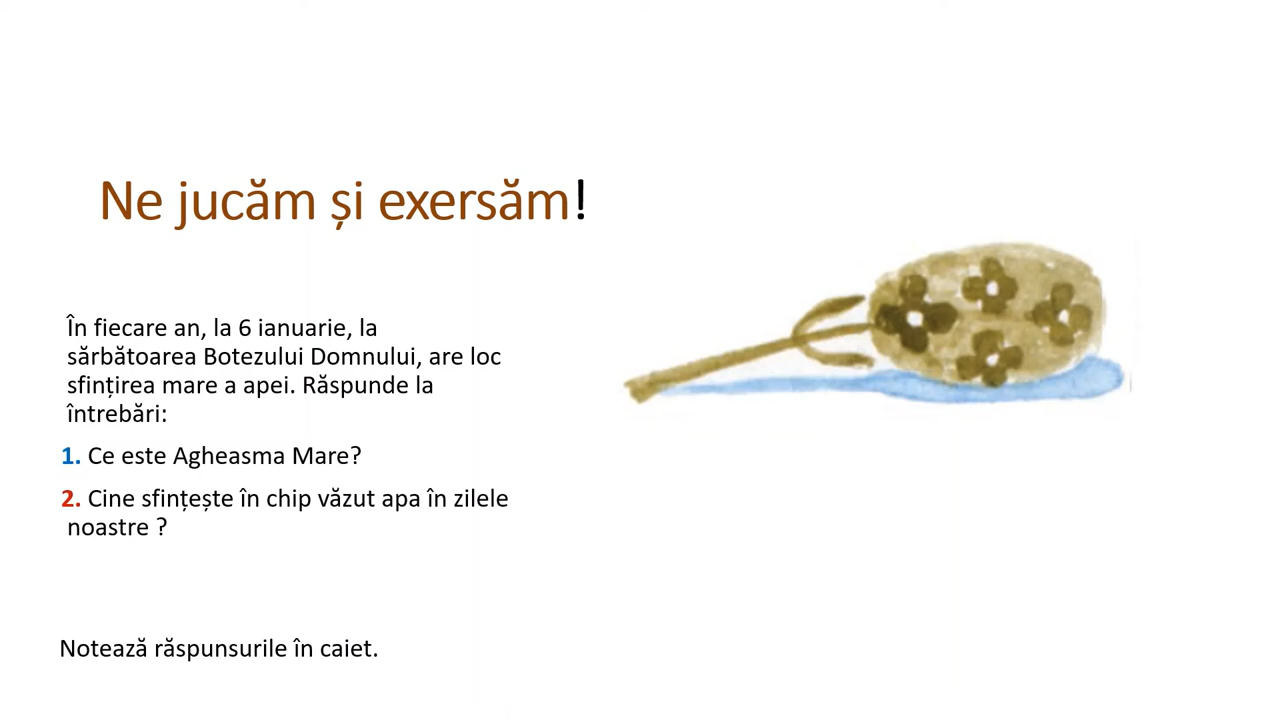 Ne jucăm și exersăm!
În fiecare an, la 6 ianuarie, la
sărbătoarea Botezului Domnului, are loc
sfințirea mare a apei. Răspunde la
întrebări:
1. Ce este Agheasma Mare?
2. Cine sfințește în chip văzut apa în zilele
noastre ?
Notează răspunsurile în caiet.